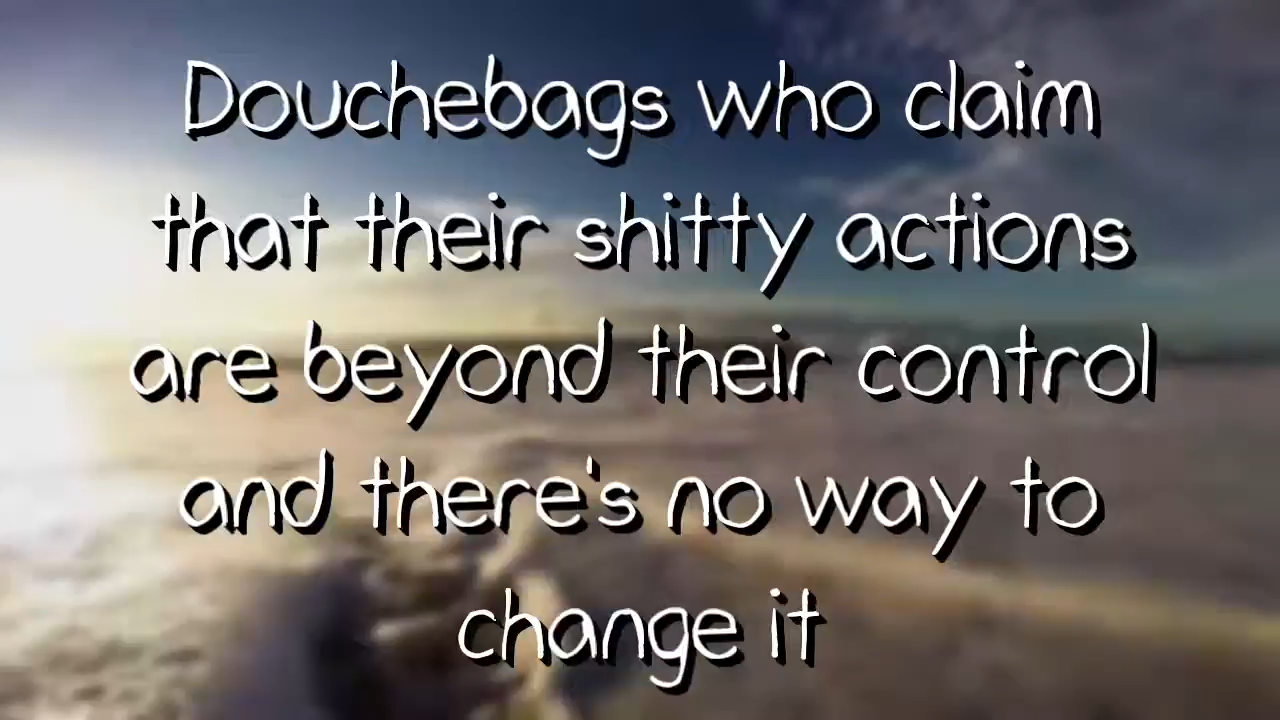 Douchebags who claim
that their shitty actions
are beyond their control
and there's no way to
change it